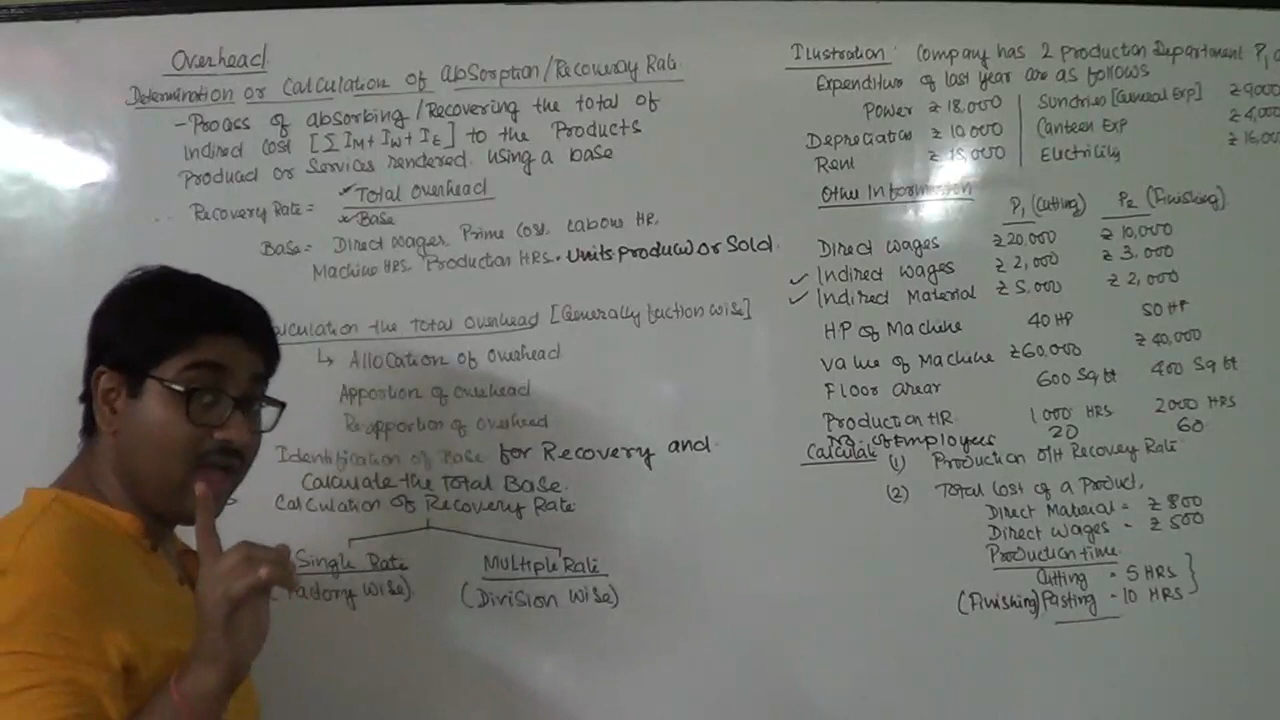 Overhead
Determination or Calculation of absorption/Recovery Rate
- Process of absorbing/Recovering the total of
Indirect Cost [∑ IM + IW + IE] to the Products
Produced or Services rendered using a base
∴ Recovery Rate = Total Overhead
Base
Base = Direct Wages, Prime Cost, Labour HR,
Machine HRS, Production HRS. Units produced or Sold
Calculation the Total Overhead [Generally function wise]
↳ Allocation of Overhead
Apportion of Overhead
Reapportion of Overhead
Identification of Base for Recovery and
Calculate the Total Base.
Calculation Of Recovery Rate
Single Rate Multiple Rate
(Factory Wise) (Division Wise)
Ilustration: Company has 2 production Department P1
Expenditure of last year are as follows
Power ₹ 18,000 Sundries [General Exp] ₹ 9000
Depreciation ₹ 10,000 Canteen Exp ₹ 4,000
Rent ₹ 15,000 Electricity ₹ 16,000
Other Information
P1 (Cutting) P2 (Finishing)
Direct Wages ₹ 20,000 ₹ 10,000
✓ Indirect Wages ₹ 2,000 ₹ 3,000
✓ Indirect Material ₹ 5,000 ₹ 2,000
HP of Machine 40 HP 50 HP
Value of Machine ₹ 60,000 ₹ 40,000
Floor arear 600 Sq ft 400 Sq ft
Production HR. 1000 HRS 2000 HRS
No. of Employees 20 60
Calculate (1) Production O/H Recovery Rate
(2) Total Cost of a Product,
Direct Material = ₹ 800
Direct Wages - ₹ 500
Production time
Cutting = 5 HRS
(Finishing) Pasting - 10 HRS